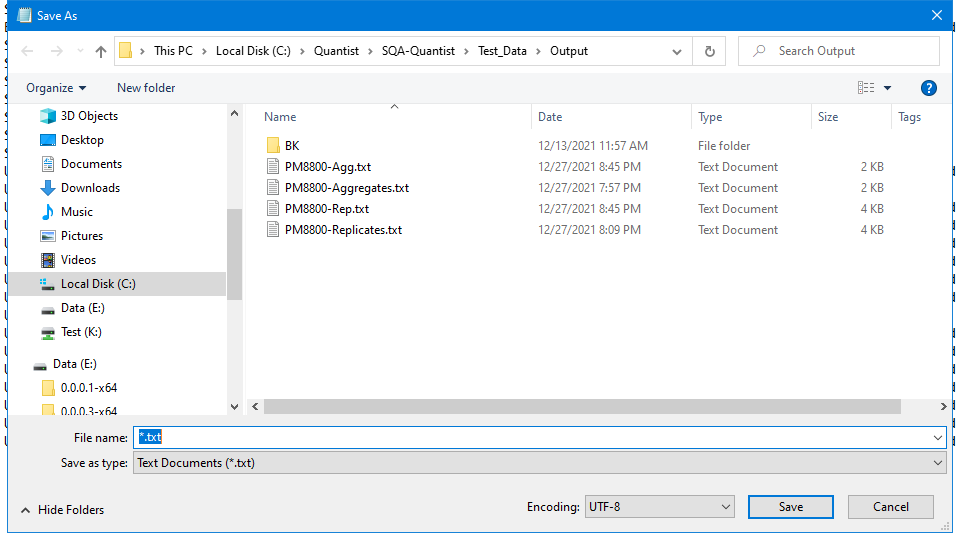 Save As
This PC > Local Disk (C:) > Quantist > SQA-Quantist > Test_Data > Output
Search Output
Organize
New folder
3D Objects
Desktop
Documents
Downloads
Music
Pictures
Videos
Local Disk (C:)
Data (E:)
Test (K:)
Data (E:)
0.0.0.1-x64
0.0.0.3-x64
Name Date Type Size Tags
BK 12/13/2021 11:57 AM File folder
PM8800-Agg.txt 12/27/2021 8:45 PM Text Document 2 KB
PM8800-Aggregates.txt 12/27/2021 7:57 PM Text Document 2 KB
PM8800-Rep.txt 12/27/2021 8:45 PM Text Document 4 KB
PM8800-Replicates.txt 12/27/2021 8:09 PM Text Document 4 KB
File name: *.txt
Save as type: Text Documents (*.txt)
Hide Folders
Encoding: UTF-8
Save
Cancel